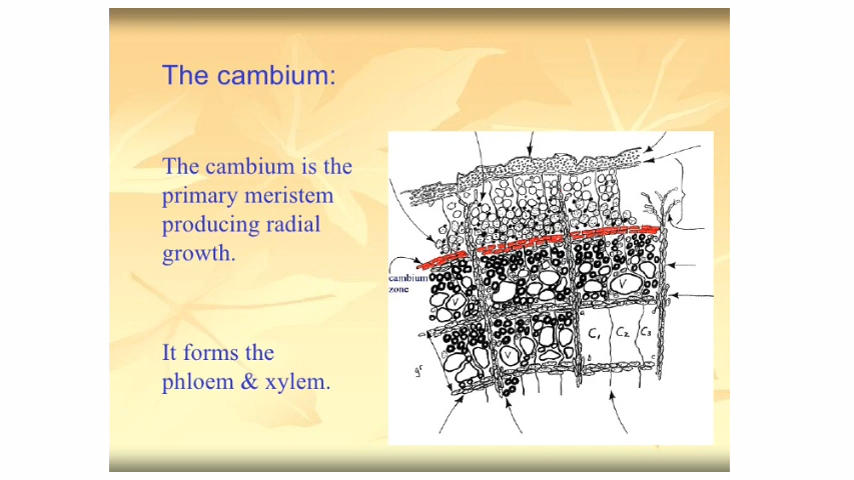 The cambium:
The cambium is the
primary meristem
producing radial
growth.
It forms the
phloem & xylem.
cambium
zone
V
V
V
C₁ C₂ C₃
a
b
c
gr